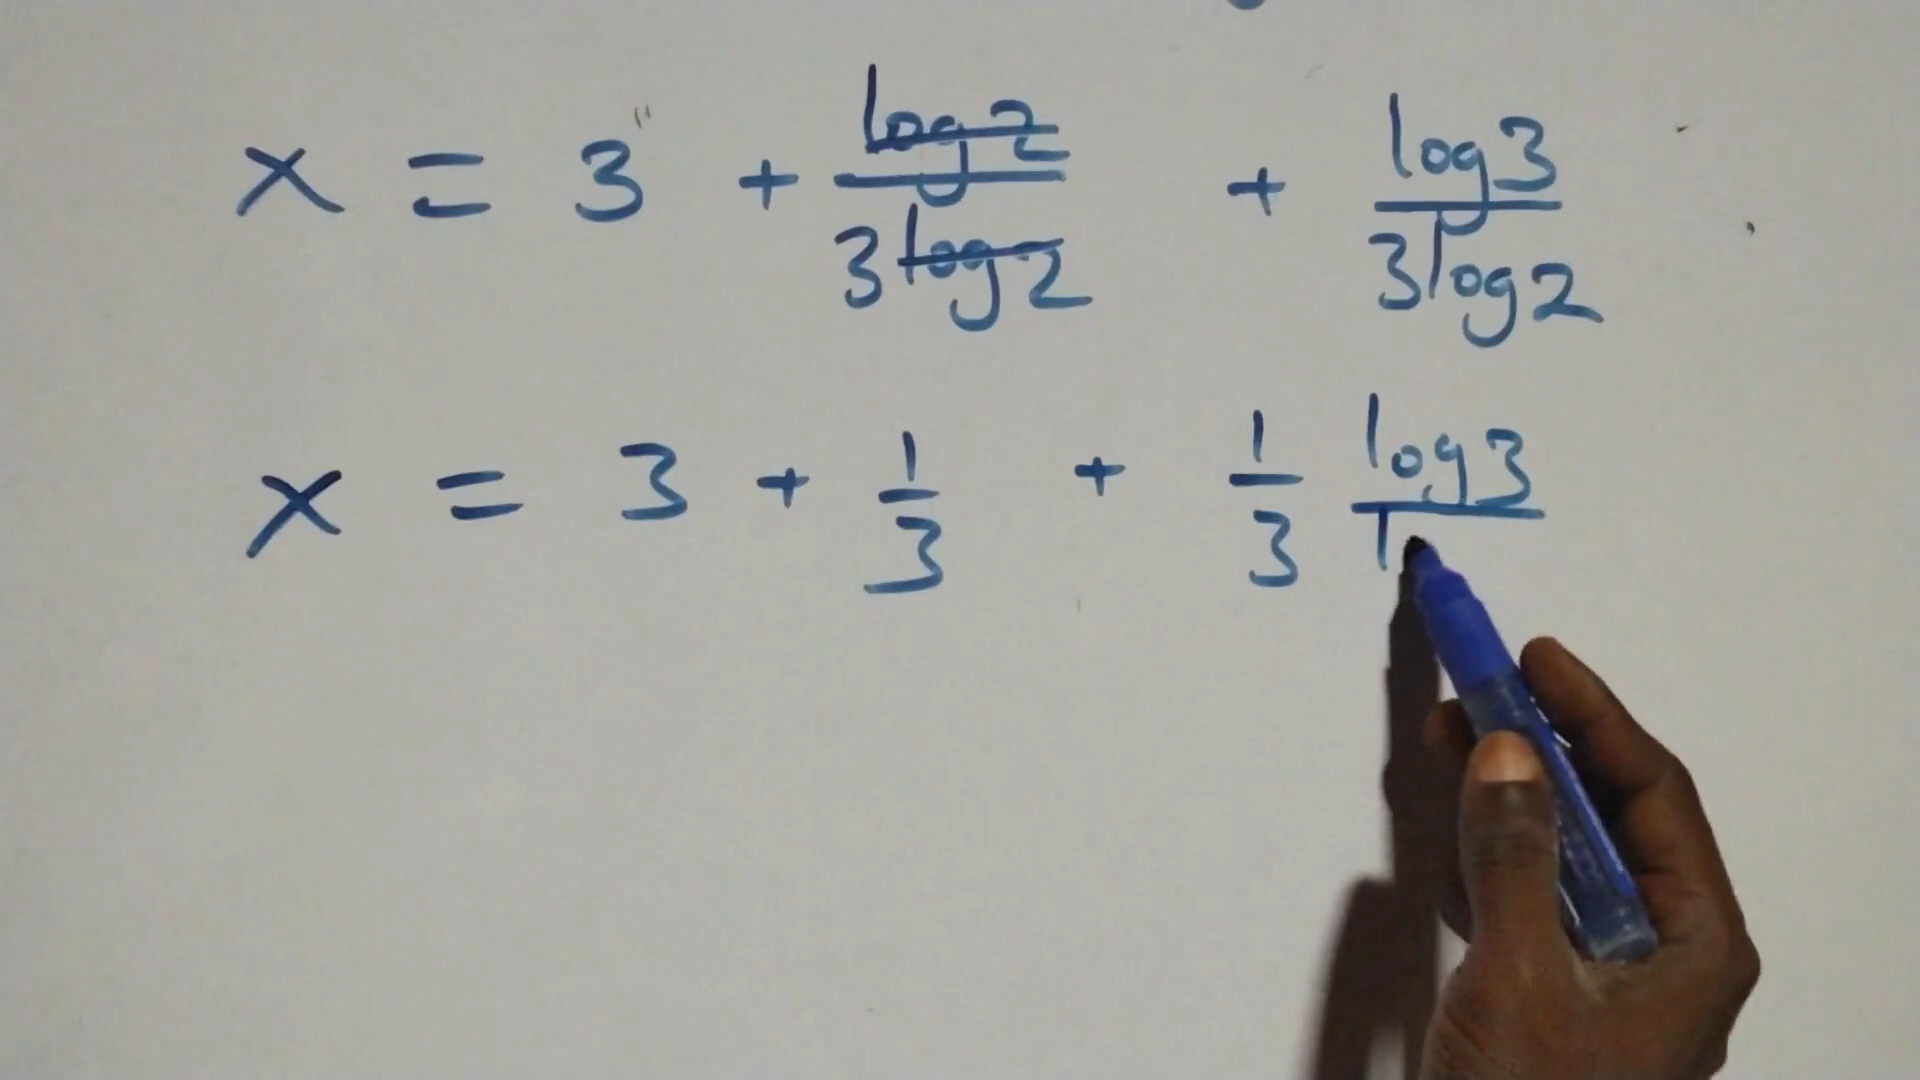 x = 3 + log2/3log2 + log3/3log2
x = 3 + 1/3 + 1/3 log3/l